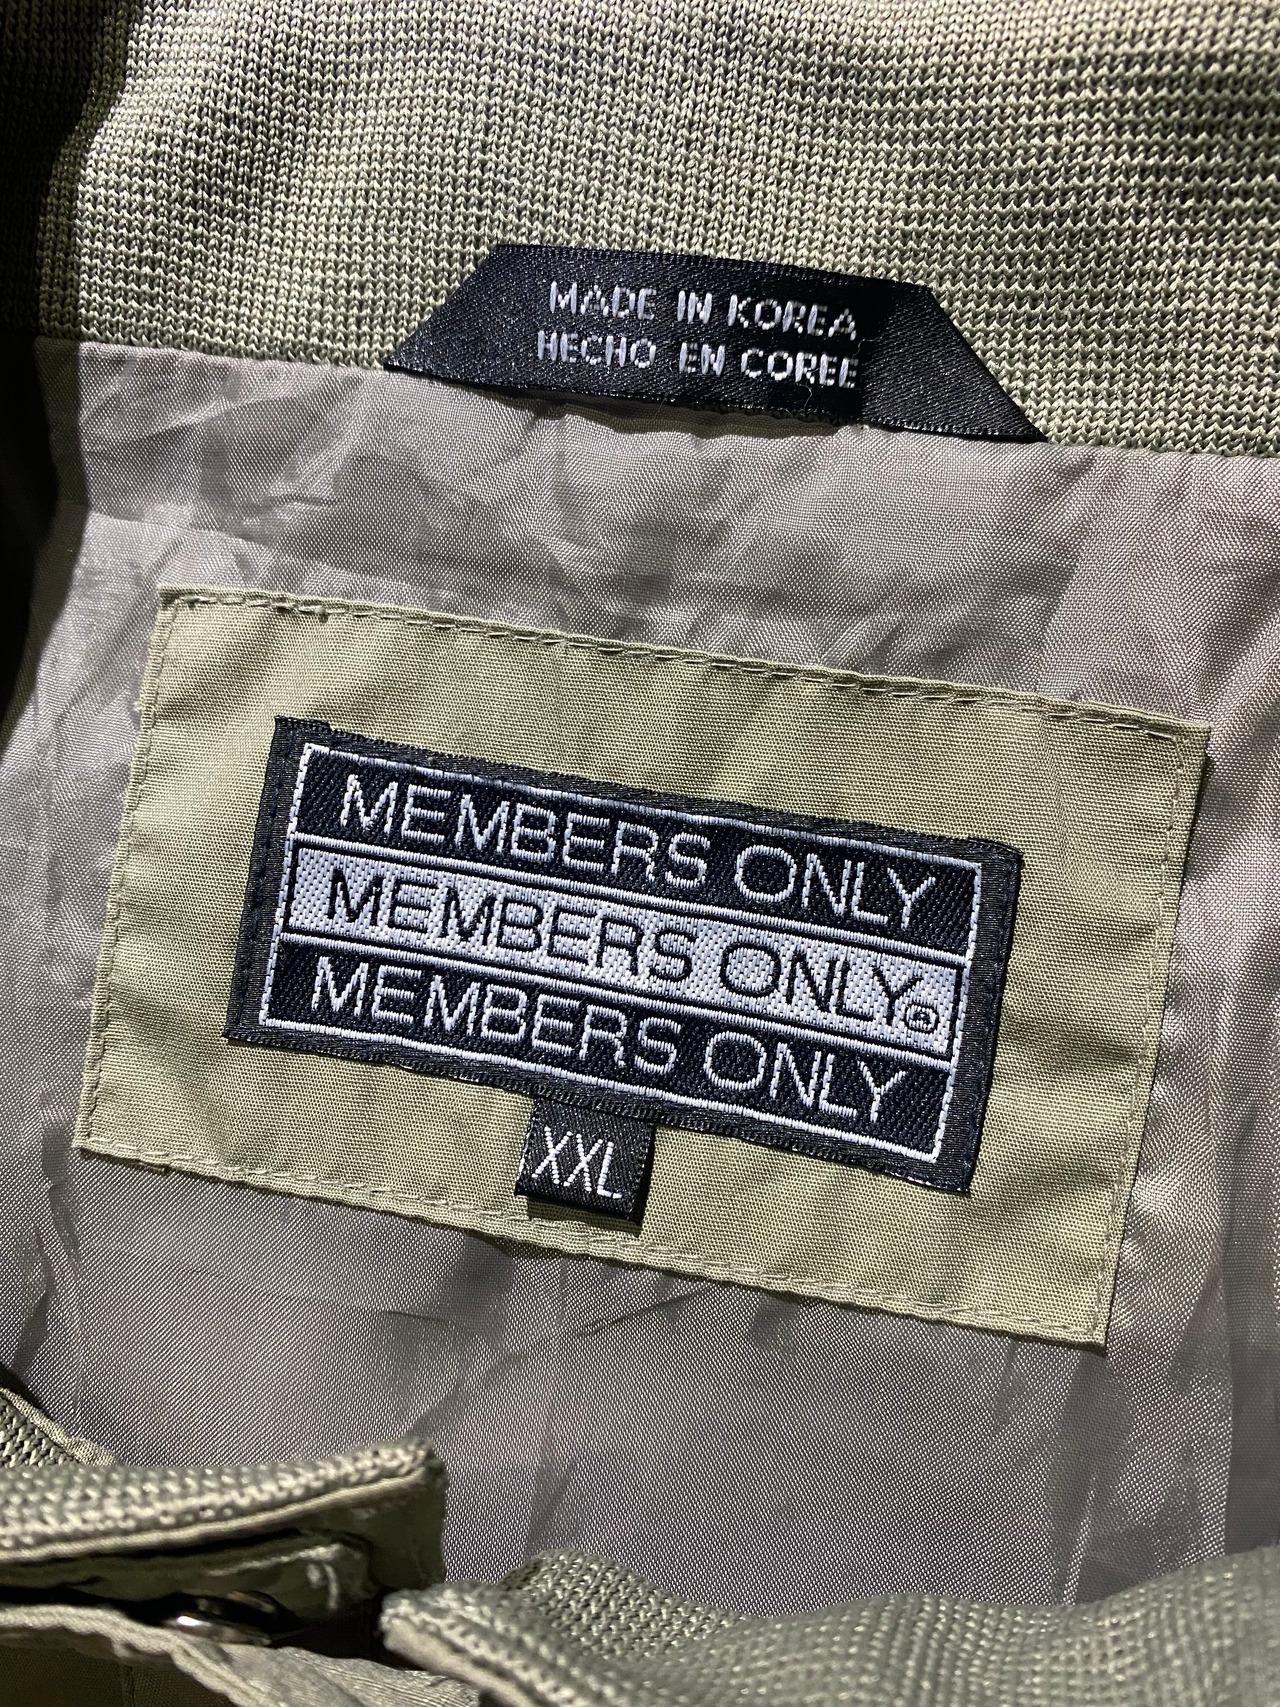 MADE IN KOREA
HECHO EN COREE
MEMBERS ONLY
MEMBERS ONLY®
MEMBERS ONLY
XXL